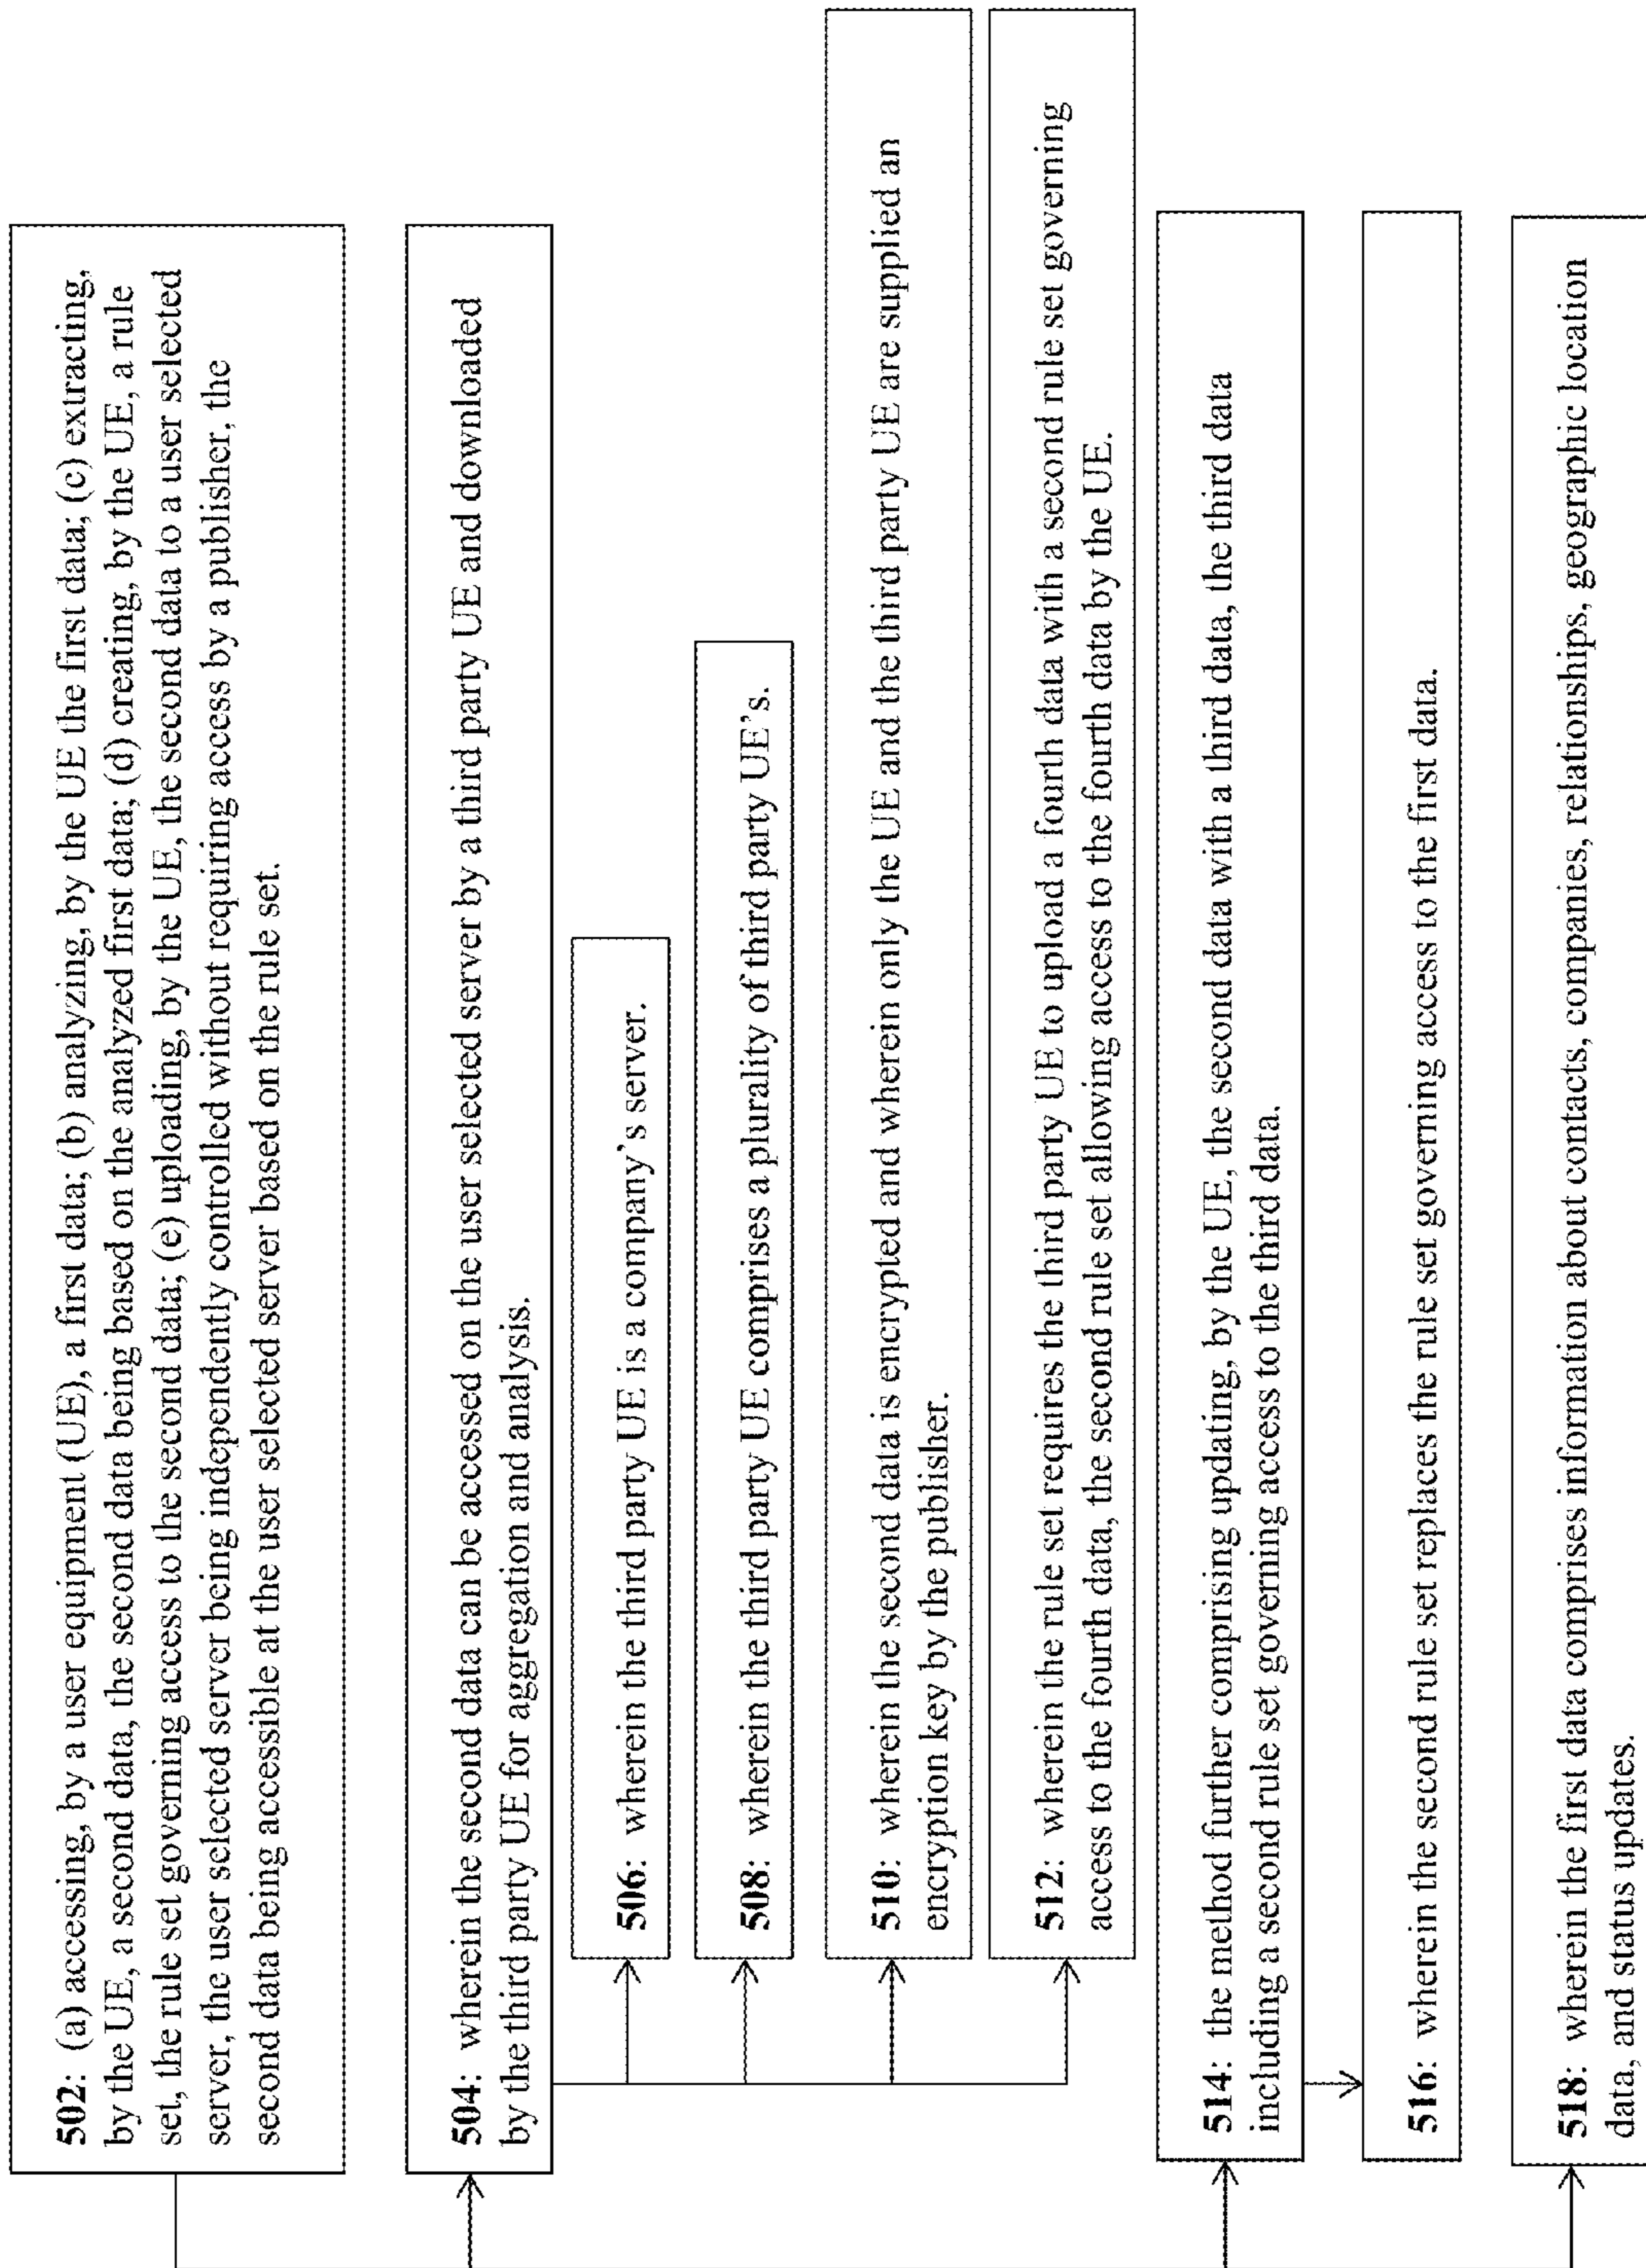 502: (a) accessing, by a user equipment (UE), a first data; (b) analyzing, by the UE the first data; (c) extracting,
by the UE, a second data, the second data being based on the analyzed first data; (d) creating, by the UE, a rule
set, the rule set governing access to the second data; (e) uploading, by the UE, the second data to a user selected
server, the user selected server being independently controlled without requiring access by a publisher, the
second data being accessible at the user selected server based on the rule set.
504: wherein the second data can be accessed on the user selected server by a third party UE and downloaded
by the third party UE for aggregation and analysis.
506: wherein the third party UE is a company's server.
508: wherein the third party UE comprises a plurality of third party UE's.
510: wherein the second data is encrypted and wherein only the UE and the third party UE are supplied an
encryption key by the publisher.
512: wherein the rule set requires the third party UE to upload a fourth data with a second rule set governing
access to the fourth data, the second rule set allowing access to the fourth data by the UE.
514: the method further comprising updating, by the UE, the second data with a third data, the third data
including a second rule set governing access to the third data.
516: wherein the second rule set replaces the rule set governing access to the first data.
518: wherein the first data comprises information about contacts, companies, relationships, geographic location
data, and status updates.